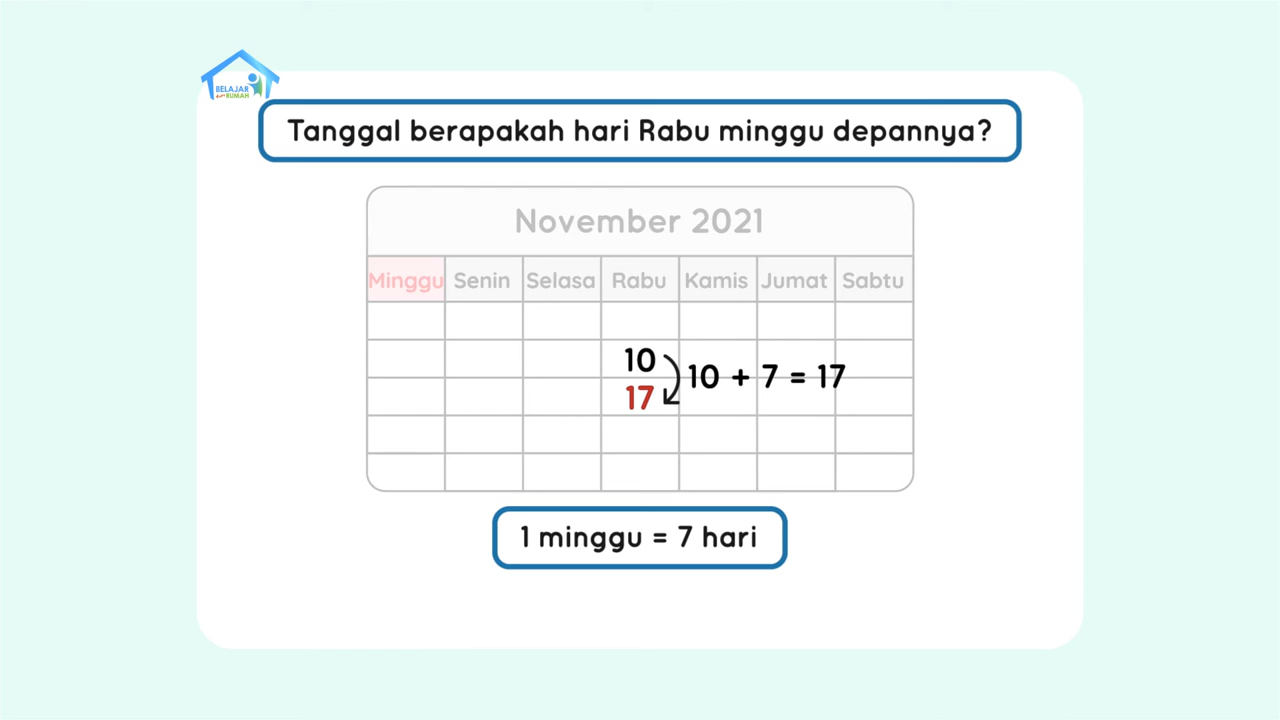 BELAJAR
dari RUMAH
Tanggal berapakah hari Rabu minggu depannya?
November 2021
Minggu Senin Selasa Rabu Kamis Jumat Sabtu
10
10 + 7 = 17
17
1 minggu = 7 hari